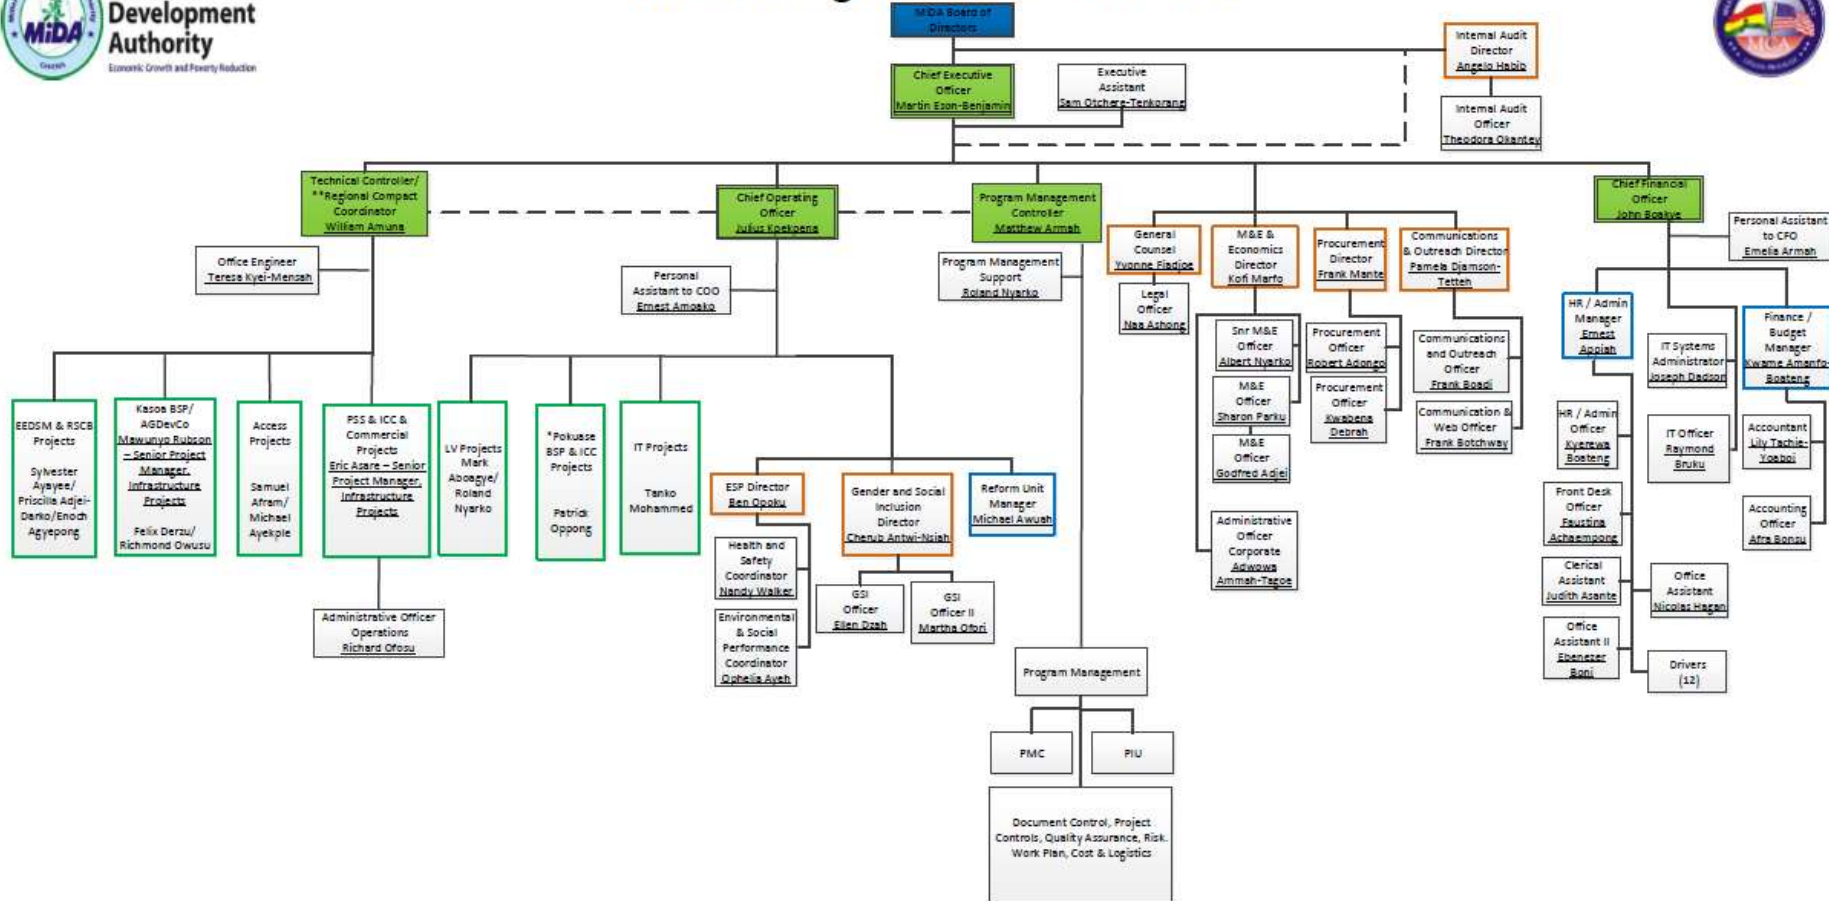 Development
Authority
Economic Growth and Poverty Reduction
MiDA
MiDA Board of
Directors
Internal Audit
Director
Angelo Habib
Chief Executive
Officer
Martin Eson-Benjamin
Executive
Assistant
Sam Otchere-Tenkorang
Internal Audit
Officer
Theodora Okantey
Technical Controller/
**Regional Compact
Coordinator
William Amuna
Chief Operating
Officer
Julius Kpekpena
Program Management
Controller
Matthew Armah
Chief Financial
Officer
John Boakye
Personal Assistant
to CFO
Emelia Armah
Office Engineer
Teresa Kyei-Mensah
Personal
Assistant to COO
Ernest Amoako
Program Management
Support
Roland Nyarko
General
Counsel
Yvonne Fiadjoe
Legal
Officer
Naa Ashong
M&E &
Economics
Director
Kofi Marfo
Procurement
Director
Frank Mante
Communications
& Outreach Director
Pamela Djamson-
Tetteh
Snr M&E
Officer
Albert Nyarko
M&E
Officer
Sharon Parku
M&E
Officer
Godfred Adjei
Administrative
Officer
Corporate
Adwowa
Ammah-Tagoe
Procurement
Officer
Robert Adongo
Procurement
Officer
Kwabena
Debrah
Communications
and Outreach
Officer
Frank Boadi
Communication &
Web Officer
Frank Botchway
HR / Admin
Manager
Ernest
Appiah
IT Systems
Administrator
Joseph Dadson
Finance /
Budget
Manager
Kwame Amanfo-
Boateng
HR / Admin
Officer
Kyerewa
Boateng
IT Officer
Raymond
Bruku
Accountant
Lily Tachie-
Yoaboi
Front Desk
Officer
Faustina
Achaempong
Accounting
Officer
Afra Bonsu
Clerical
Assistant
Judith Asante
Office
Assistant
Nicolas Hagan
Office
Assistant II
Ebenezer
Boni
Drivers
(12)
EEDSM & RSCB
Projects
Sylvester
Ayayee/
Priscilla Adjei-
Darko/Enoch
Agyepong
Kasoa BSP/
AGDevCo
Mawunyo Rubson
– Senior Project
Manager,
Infrastructure
Projects
Felix Derzu/
Richmond Owusu
Access
Projects
Samuel
Afram/
Michael
Ayekple
PSS & ICC &
Commercial
Projects
Eric Asare – Senior
Project Manager,
Infrastructure
Projects
Administrative Officer
Operations
Richard Ofosu
LV Projects
Mark
Aboagye/
Roland
Nyarko
*Pokuase
BSP & ICC
Projects
Patrick
Oppong
IT Projects
Tanko
Mohammed
ESP Director
Ben Opoku
Gender and Social
Inclusion
Director
Cherub Antwi-Nsiah
Reform Unit
Manager
Michael Awuah
Health and
Safety
Coordinator
Nandy Walker
Environmental
& Social
Performance
Coordinator
Ophelia Ayeh
GSI
Officer
Ellen Dzah
GSI
Officer II
Martha Ofori
Program Management
PMC
PIU
Document Control, Project
Controls, Quality Assurance, Risk.
Work Plan, Cost & Logistics